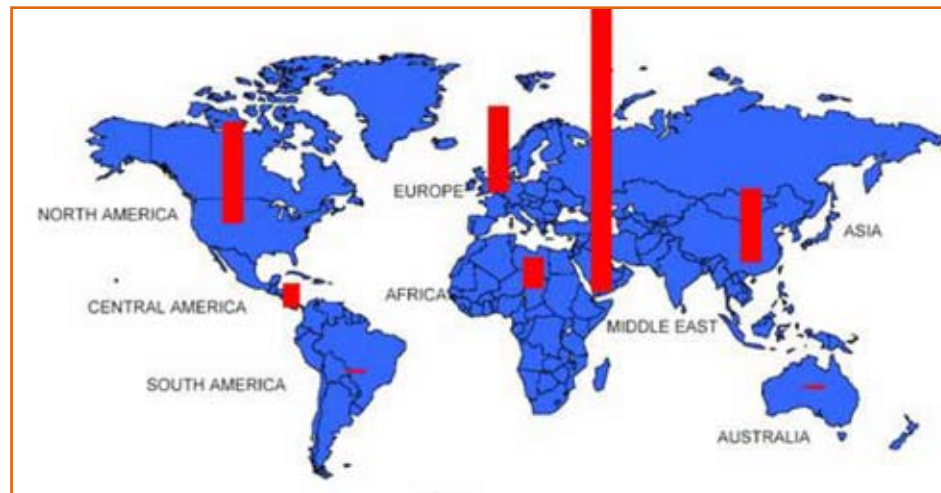 EUROPE
NORTH AMERICA
ASIA
AFRICA
CENTRAL AMERICA
MIDDLE EAST
SOUTH AMERICA
AUSTRALIA